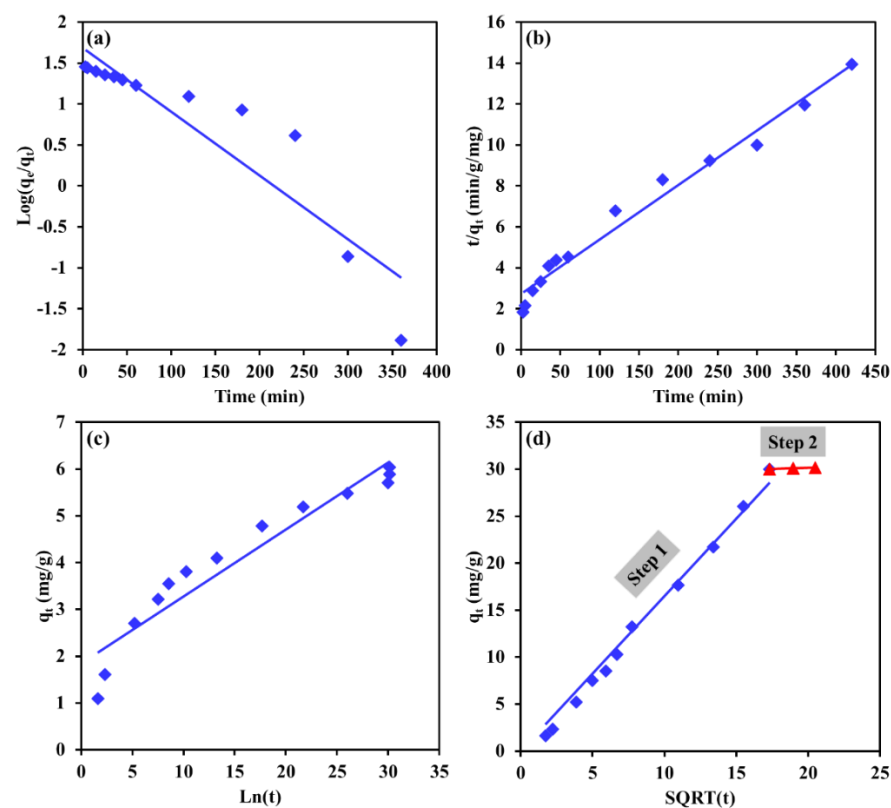 (a)
2
1.5
1
0.5
0
-0.5
-1
-1.5
-2
Log(qe/qt)
0 50 100 150 200 250 300 350 400
Time (min)
(b)
16
14
12
10
8
6
4
2
0
t/qt (min/g/mg)
0 50 100 150 200 250 300 350 400 450
Time (min)
(c)
7
6
5
4
3
2
1
0
qt (mg/g)
0 5 10 15 20 25 30 35
Ln(t)
(d)
35
30
25
20
15
10
5
0
qt (mg/g)
Step 1
Step 2
0 5 10 15 20 25
SQRT(t)